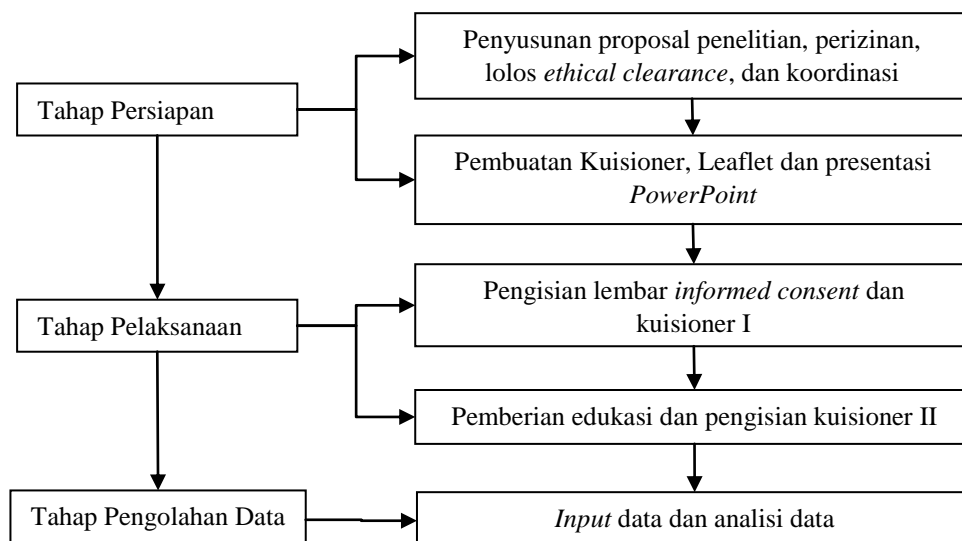 Penyusunan proposal penelitian, perizinan,
lolos ethical clearance, dan koordinasi
Tahap Persiapan
Pembuatan Kuisioner, Leaflet dan presentasi
PowerPoint
Pengisian lembar informed consent dan
kuisioner I
Tahap Pelaksanaan
Pemberian edukasi dan pengisian kuisioner II
Tahap Pengolahan Data
Input data dan analisi data